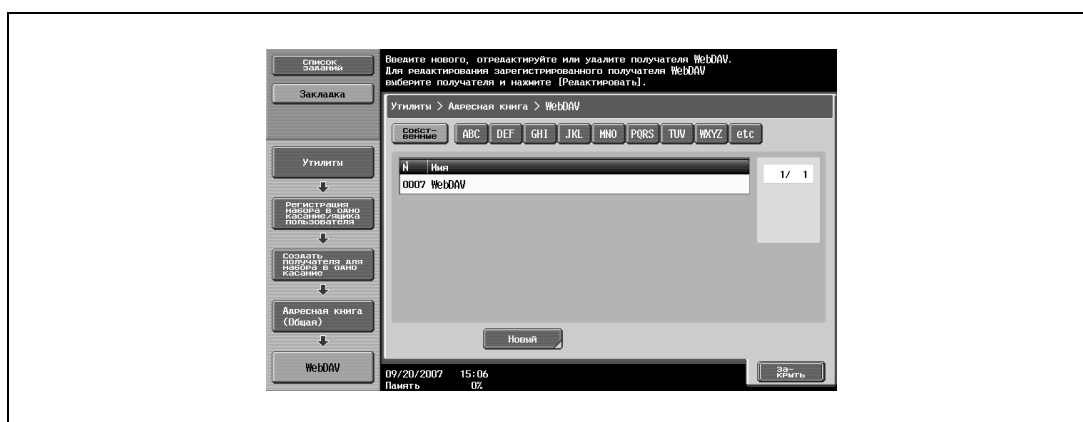 Список
заданий
Закладка
Утилиты
Регистрация
набора в одно
касание/ящика
пользователя
Создать
получателя для
набора в одно
касание
Адресная книга
(Общая)
WebDAV
Введите нового, отредактируйте или удалите получателя WebDAV.
Для редактирования зарегистрированного получателя WebDAV
выберите получателя и нажмите [Редактировать].
Утилиты > Адресная книга > WebDAV
Собст-
венные
ABC DEF GHI JKL MNO PQRS TUV WXYZ etc
N Имя
0007 WebDAV
1/ 1
Новый
09/20/2007 15:06
Память 0%
За-
крыть